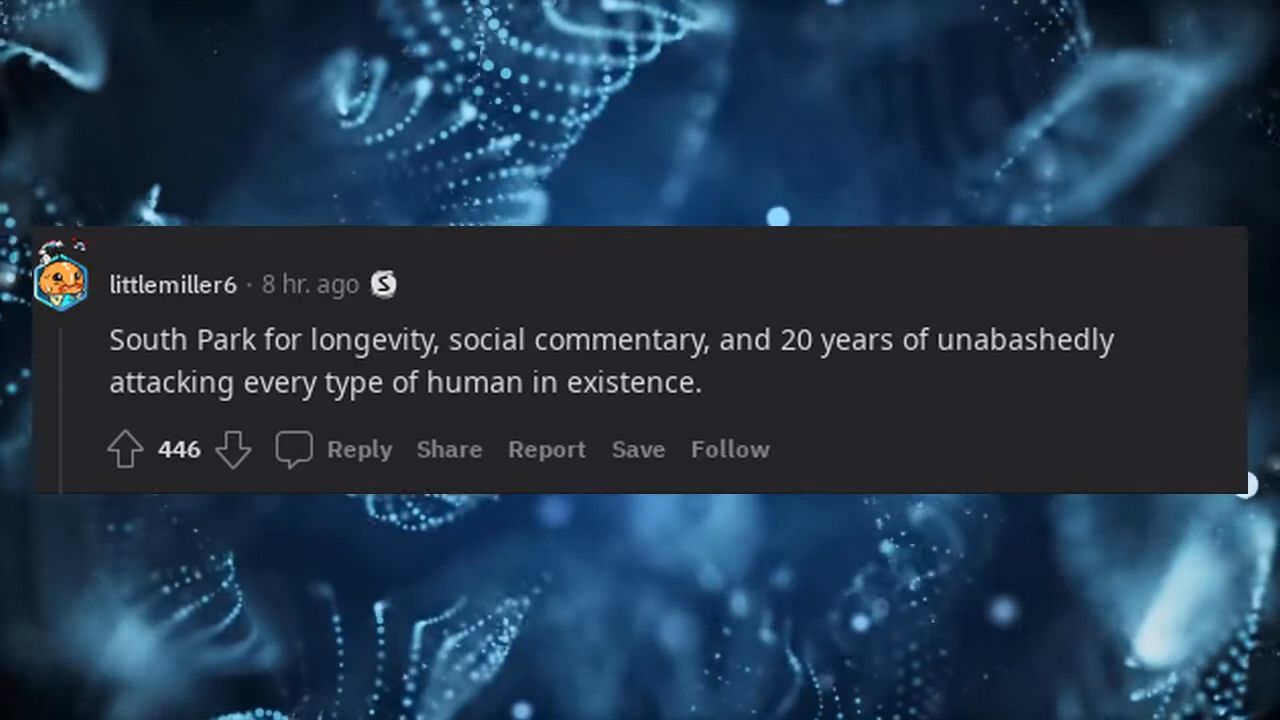 littlemiller6 · 8 hr. ago S
South Park for longevity, social commentary, and 20 years of unabashedly
attacking every type of human in existence.
446 Reply Share Report Save Follow